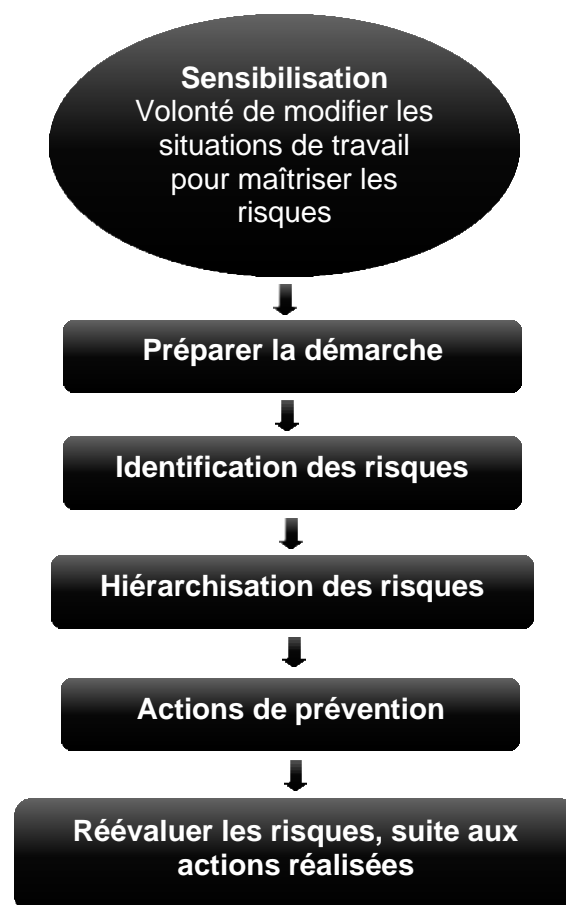 Sensibilisation
Volonté de modifier les
situations de travail
pour maîtriser les
risques
Préparer la démarche
Identification des risques
Hiérarchisation des risques
Actions de prévention
Réévaluer les risques, suite aux
actions réalisées